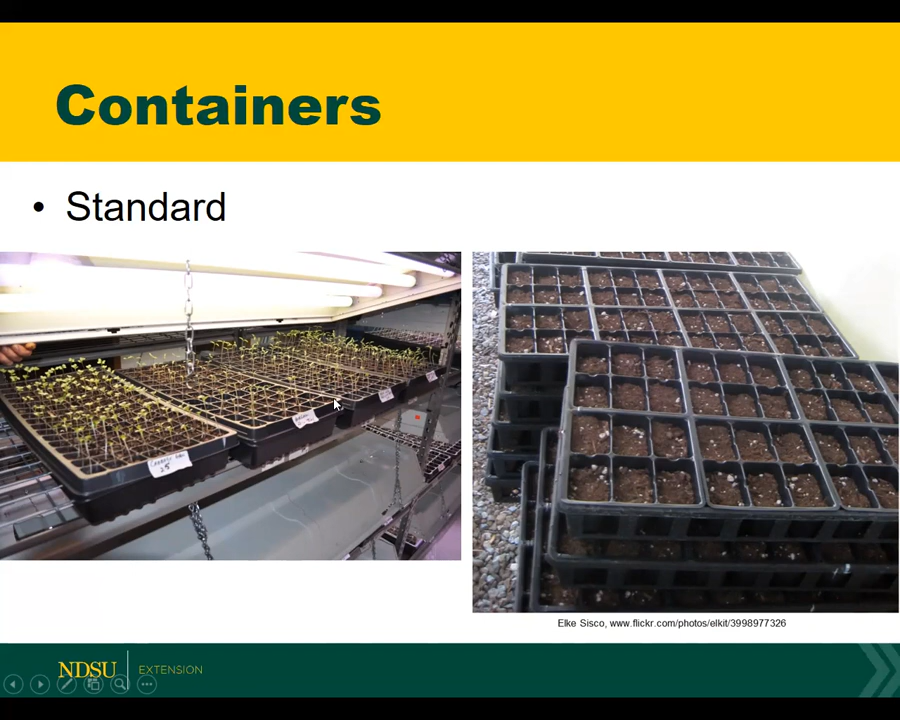 Containers
• Standard
Elke Sisco, www.flickr.com/photos/elkit/3998977326
NDSU EXTENSION